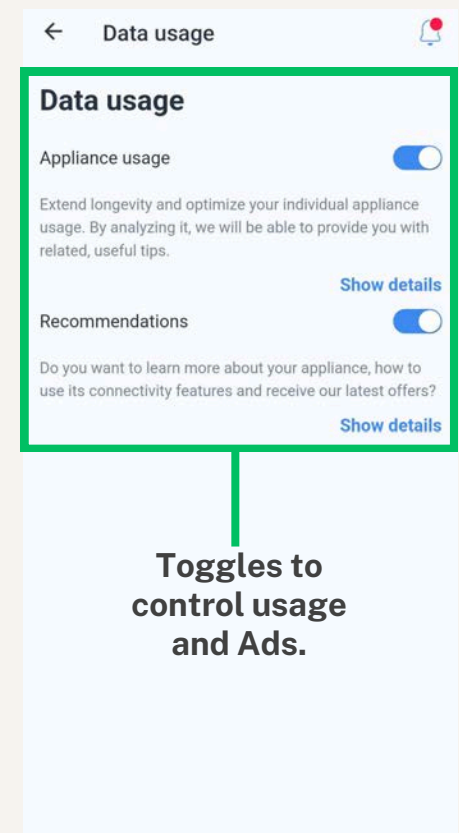 Data usage
Data usage
Appliance usage
Extend longevity and optimize your individual appliance
usage. By analyzing it, we will be able to provide you with
related, useful tips.
Show details
Recommendations
Do you want to learn more about your appliance, how to
use its connectivity features and receive our latest offers?
Show details
Toggles to
control usage
and Ads.